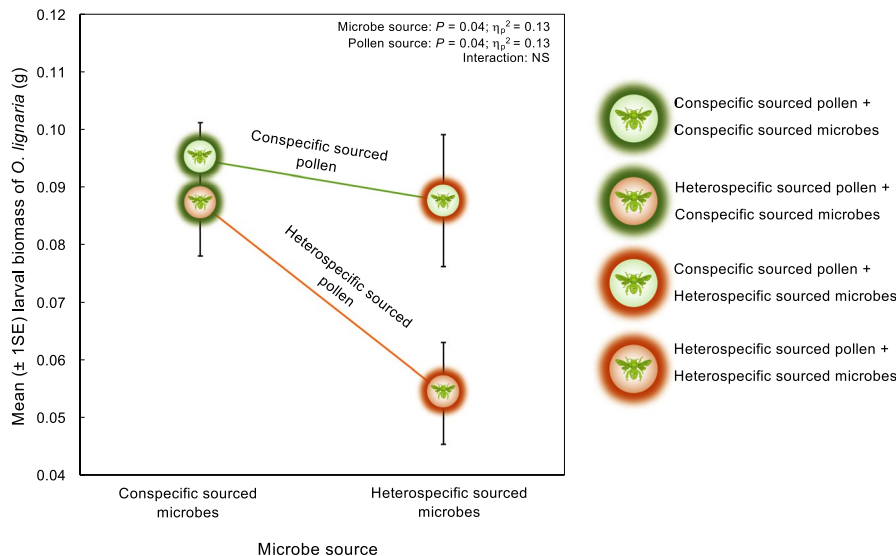 Microbe source: P = 0.04; ηp² = 0.13
Pollen source: P = 0.04; ηp² = 0.13
Interaction: NS
Mean (± 1SE) larval biomass of O. lignaria (g)
0.12
0.11
0.10
0.09
0.08
0.07
0.06
0.05
0.04
Conspecific sourced
pollen
Heterospecific sourced
pollen
Conspecific sourced
microbes
Heterospecific sourced
microbes
Microbe source
Conspecific sourced pollen +
Conspecific sourced microbes
Heterospecific sourced pollen +
Conspecific sourced microbes
Conspecific sourced pollen +
Heterospecific sourced microbes
Heterospecific sourced pollen +
Heterospecific sourced microbes